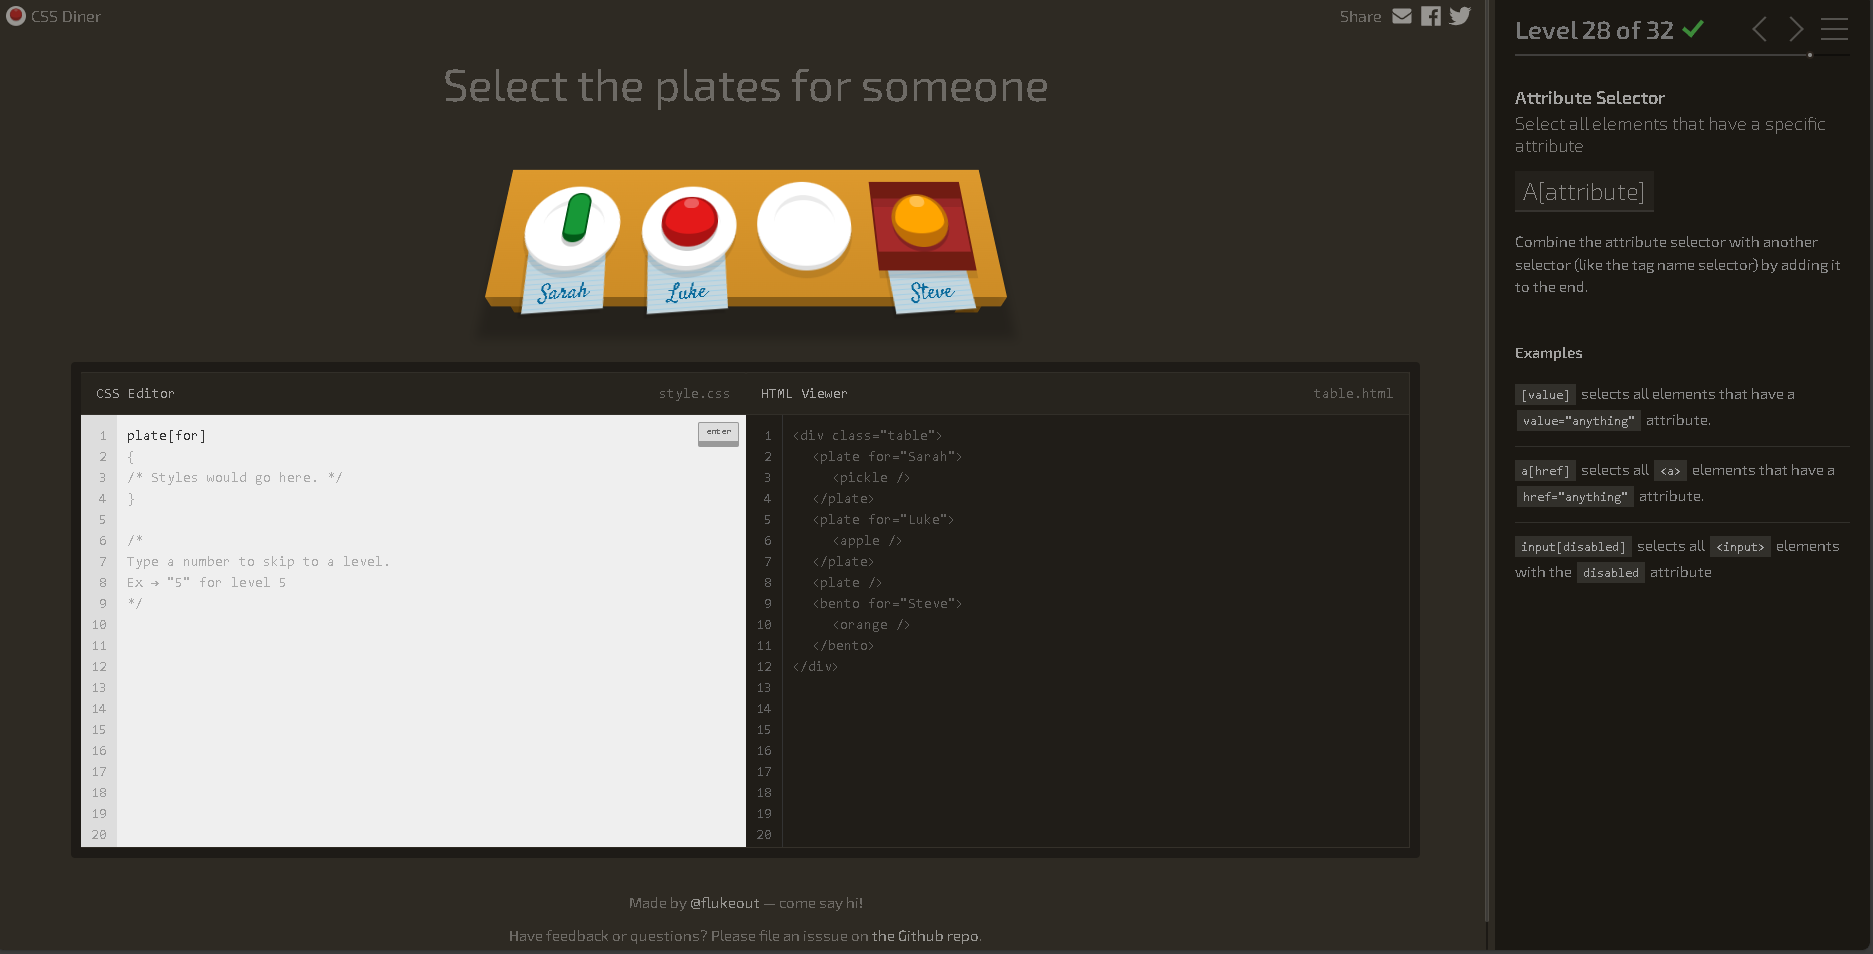 CSS Diner
Share
Select the plates for someone
Sarah
Luke
Steve
CSS Editor
style.css
1 plate[for]
enter
2 {
3 /* Styles would go here. */
4 }
5
6 /*
7 Type a number to skip to a level.
8 Ex → "5" for level 5
9 */
10
11
12
13
14
15
16
17
18
19
20
HTML Viewer
table.html
1 <div class="table">
2 <plate for="Sarah">
3 <pickle />
4 </plate>
5 <plate for="Luke">
6 <apple />
7 </plate>
8 <plate />
9 <bento for="Steve">
10 <orange />
11 </bento>
12 </div>
13
14
15
16
17
18
19
20
Made by @flukeout — come say hi!
Have feedback or questions? Please file an isssue on the Github repo.
Level 28 of 32
Attribute Selector
Select all elements that have a specific
attribute
A[attribute]
Combine the attribute selector with another
selector (like the tag name selector) by adding it
to the end.
Examples
[value] selects all elements that have a
value="anything" attribute.
a[href] selects all <a> elements that have a
href="anything" attribute.
input[disabled] selects all <input> elements
with the disabled attribute